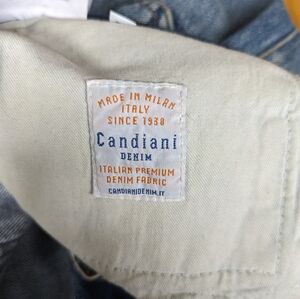 MADE IN MILAN
ITALY
SINCE 1938
Candiani
DENIM
ITALIAN PREMIUM
DENIM FABRIC
CANDIANIDENIM.IT